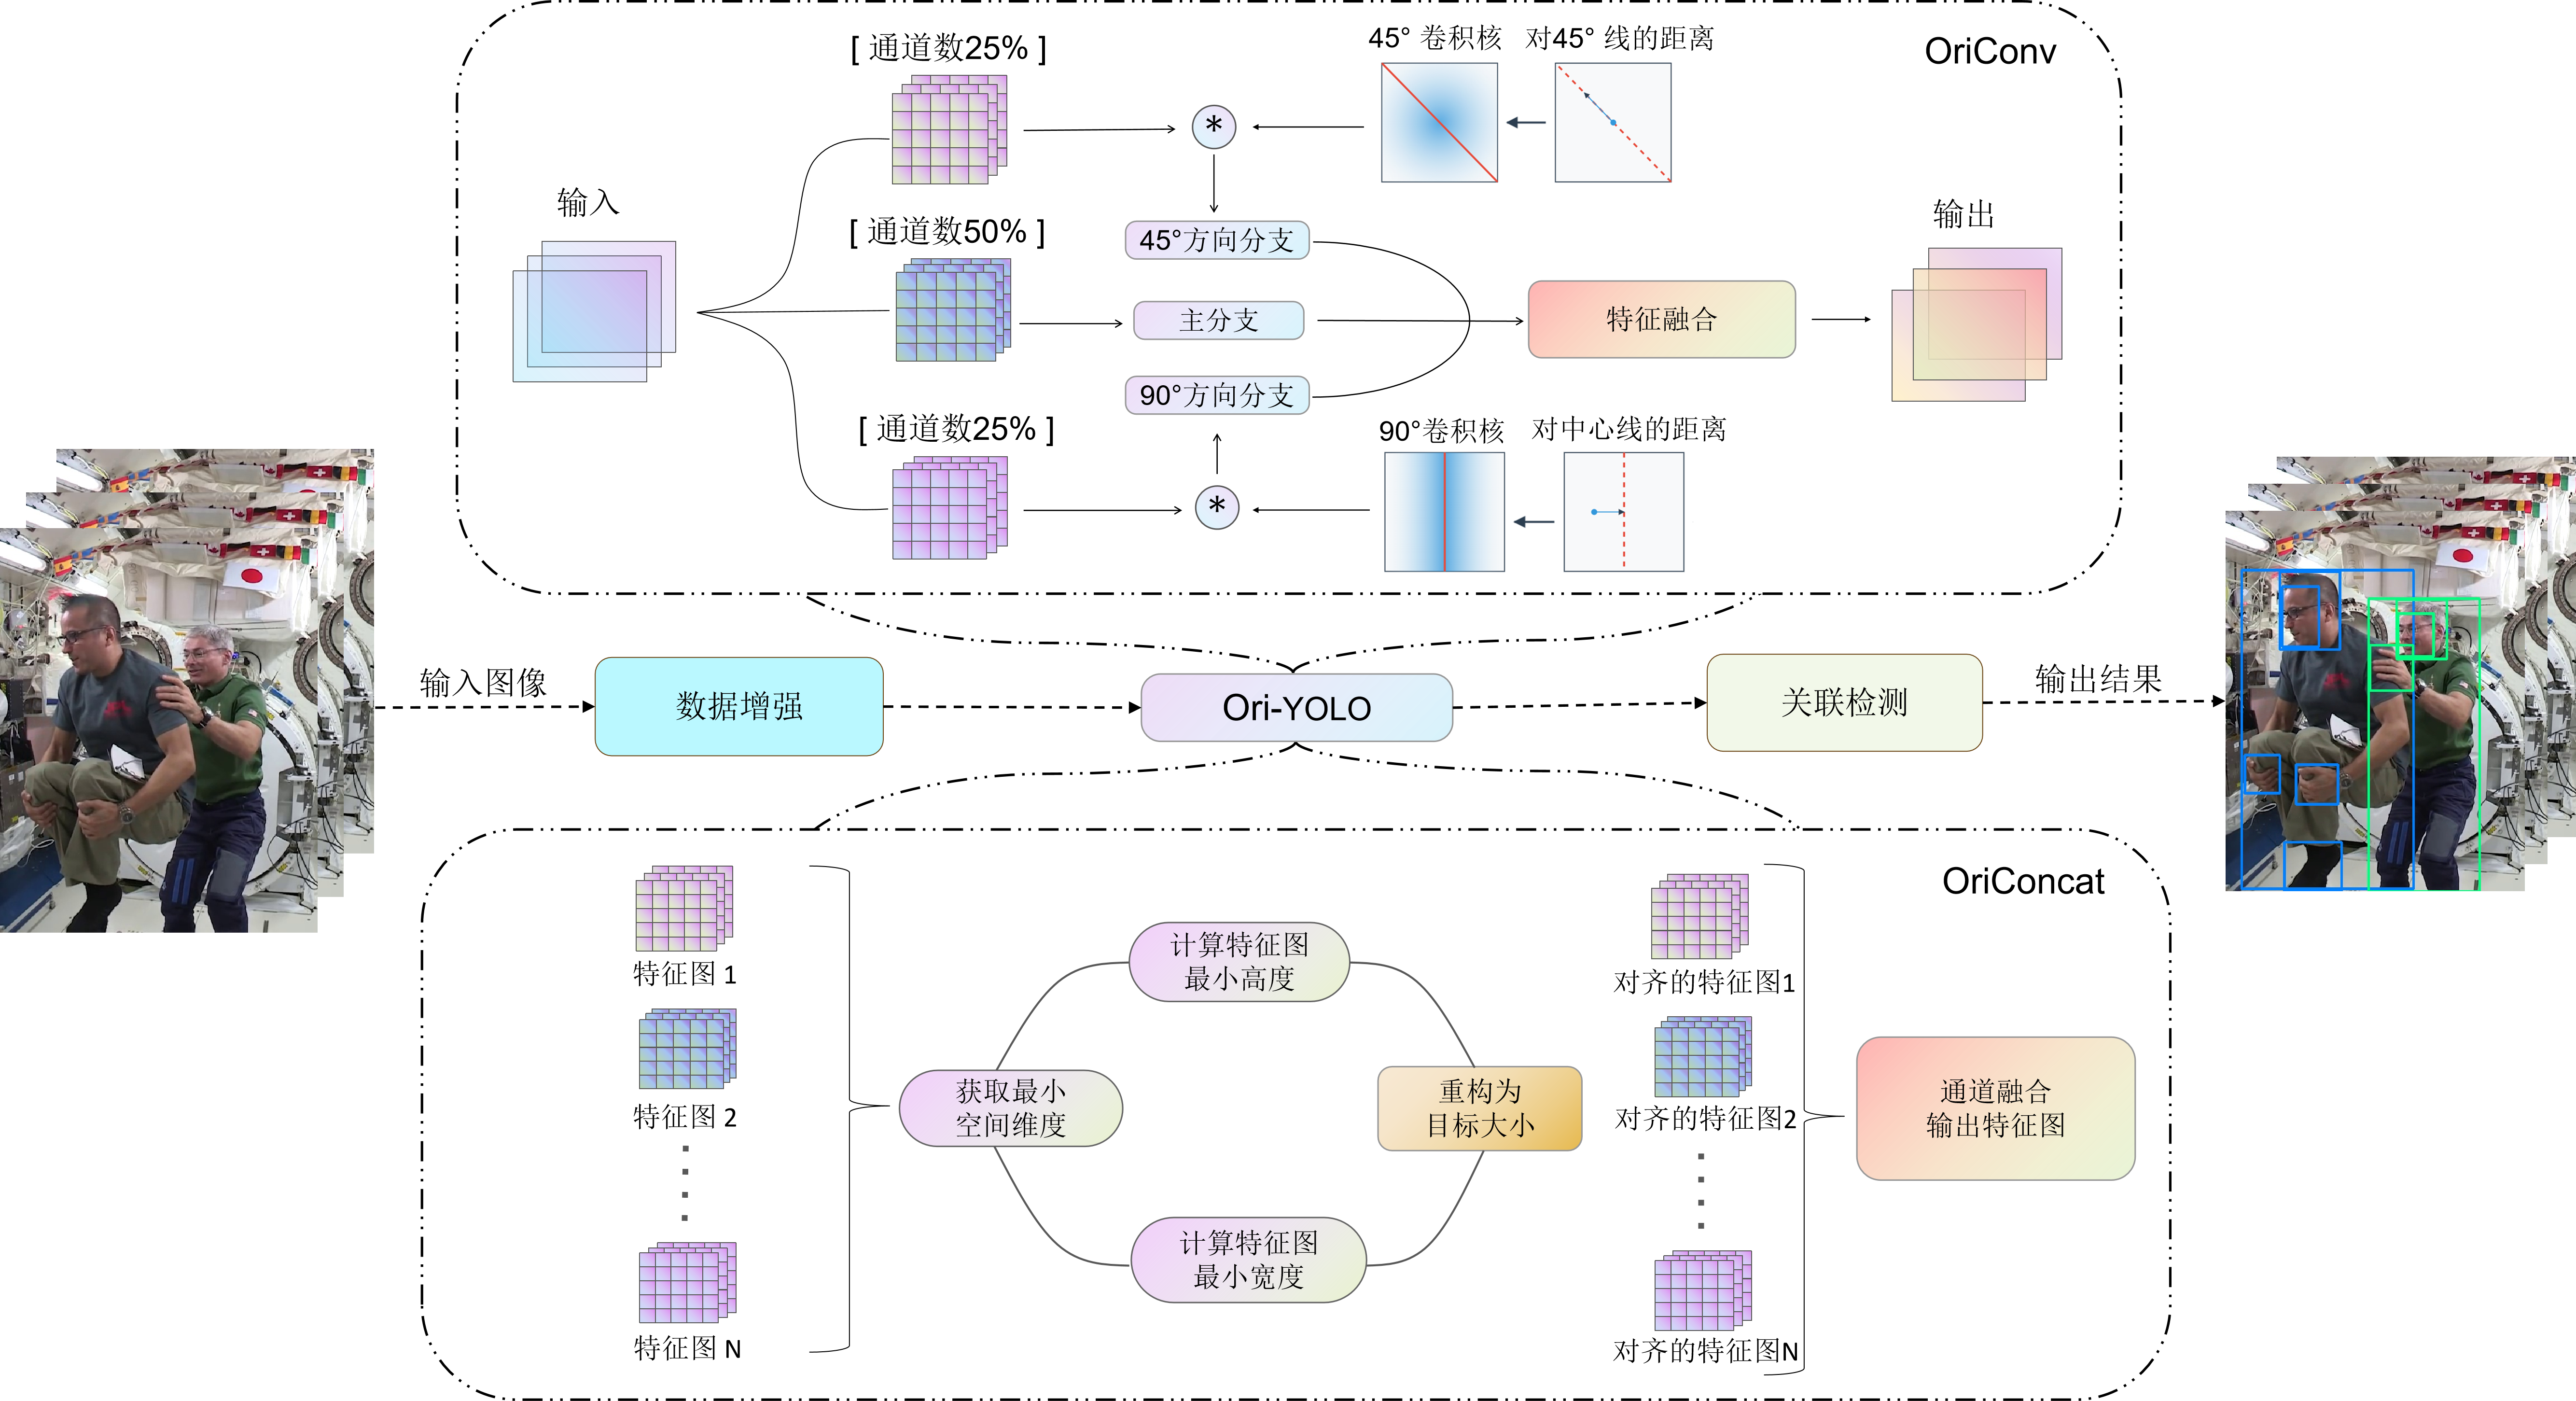 OriConv
[ 通道数25% ]
45° 卷积核
对45° 线的距离
*
输入
[ 通道数50% ]
45°方向分支
主分支
90°方向分支
特征融合
输出
[ 通道数25% ]
*
90°卷积核
对中心线的距离
输入图像
数据增强
Ori-YOLO
关联检测
输出结果
OriConcat
特征图 1
特征图 2
特征图 N
获取最小
空间维度
计算特征图
最小高度
计算特征图
最小宽度
重构为
目标大小
对齐的特征图1
对齐的特征图2
对齐的特征图N
通道融合
输出特征图